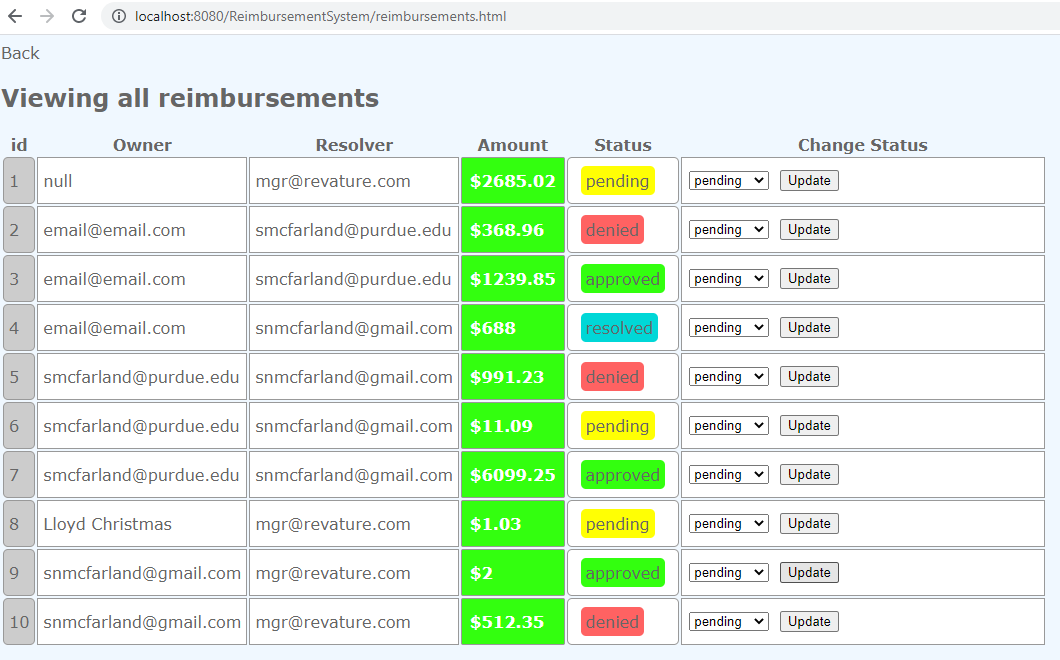 localhost:8080/ReimbursementSystem/reimbursements.html
Back
Viewing all reimbursements
id Owner Resolver Amount Status Change Status
1 null mgr@revature.com $2685.02 pending pending Update
2 email@email.com smcfarland@purdue.edu $368.96 denied pending Update
3 email@email.com smcfarland@purdue.edu $1239.85 approved pending Update
4 email@email.com snmcfarland@gmail.com $688 resolved pending Update
5 smcfarland@purdue.edu snmcfarland@gmail.com $991.23 denied pending Update
6 smcfarland@purdue.edu snmcfarland@gmail.com $11.09 pending pending Update
7 smcfarland@purdue.edu snmcfarland@gmail.com $6099.25 approved pending Update
8 Lloyd Christmas mgr@revature.com $1.03 pending pending Update
9 snmcfarland@gmail.com mgr@revature.com $2 approved pending Update
10 snmcfarland@gmail.com mgr@revature.com $512.35 denied pending Update